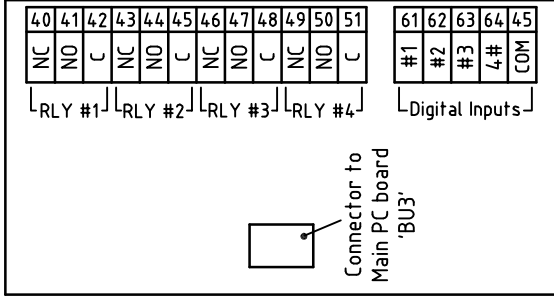 40 41 42 43 44 45 46 47 48 49 50 51 61 62 63 64 45
NC NO C NC NO C NC NO C NC NO C #1 #2 #3 4# COM
RLY #1 RLY #2 RLY #3 RLY #4 Digital Inputs
Connector to
Main PC board
'BU3'